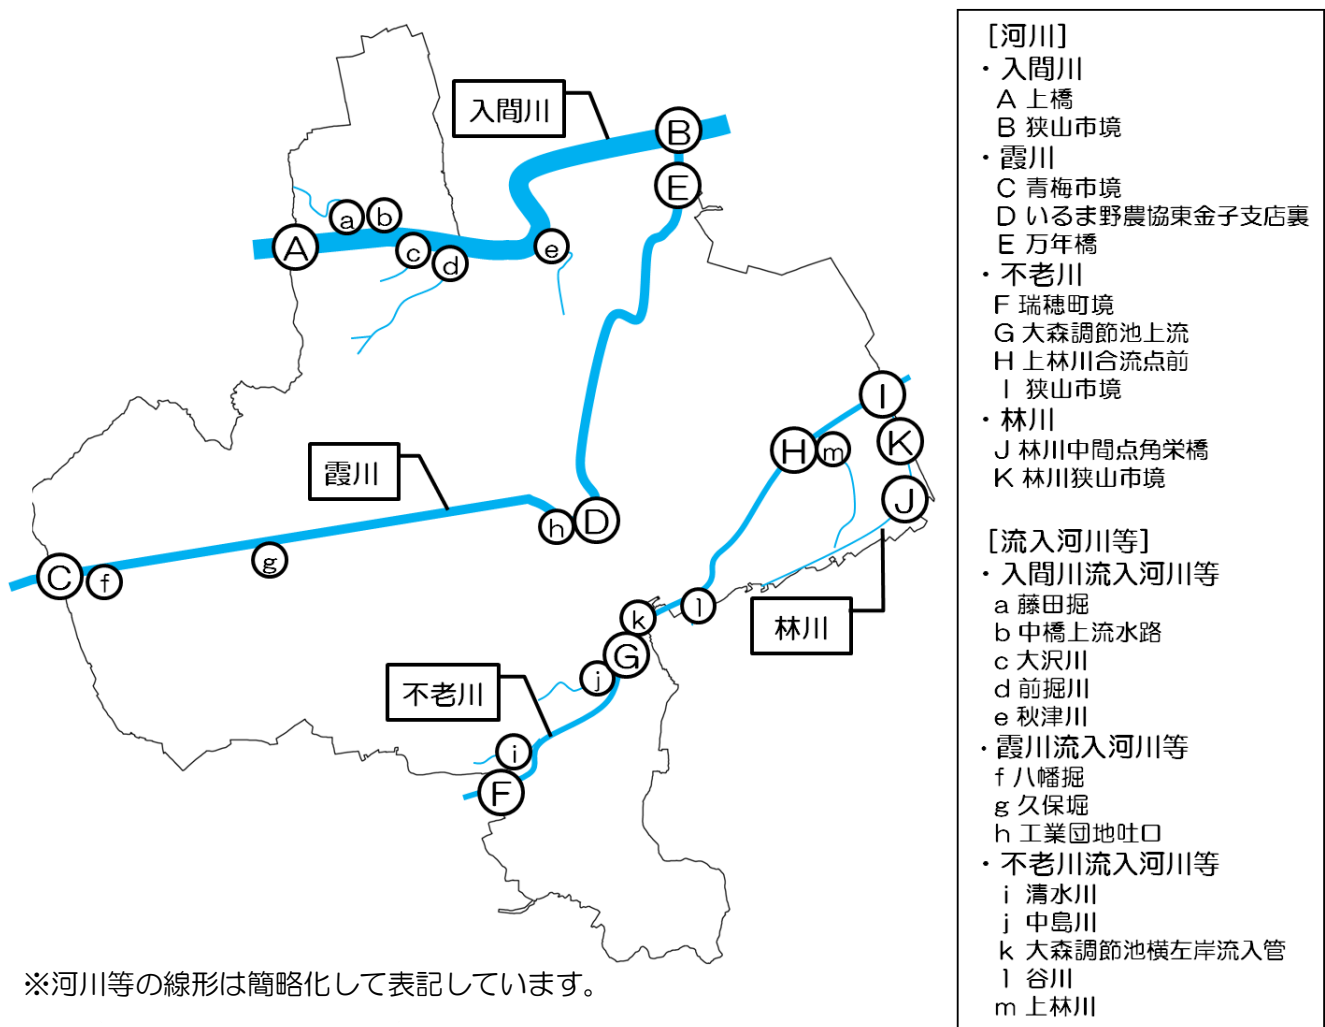 入間川
B
E
a
b
A
c
d
e
I
H
m
K
J
霞川
h
D
C
f
g
k
l
林川
G
j
不老川
i
F
※河川等の線形は簡略化して表記しています。
[河川]
・入間川
A 上橋
B 狭山市境
・霞川
C 青梅市境
D いるま野農協東金子支店裏
E 万年橋
・不老川
F 瑞穂町境
G 大森調節池上流
H 上林川合流点前
I 狭山市境
・林川
J 林川中間点角栄橋
K 林川狭山市境
[流入河川等]
・入間川流入河川等
a 藤田堀
b 中橋上流水路
c 大沢川
d 前堀川
e 秋津川
・霞川流入河川等
f 八幡掘
g 久保堀
h 工業団地吐口
・不老川流入河川等
i 清水川
j 中島川
k 大森調節池横左岸流入管
l 谷川
m 上林川